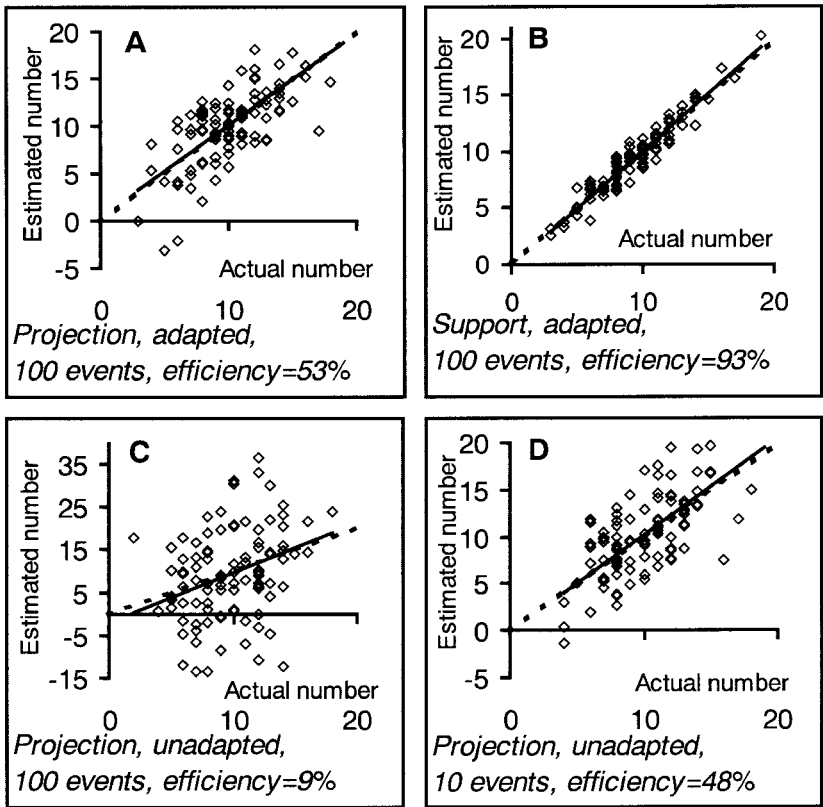 A
Estimated number
20
15
10
5
0
-5
Actual number
0 10 20
Projection, adapted,
100 events, efficiency=53%
B
Estimated number
20
15
10
5
0
Actual number
0 10 20
Support, adapted,
100 events, efficiency=93%
C
Estimated number
35
25
15
5
-5
-15
Actual number
0 10 20
Projection, unadapted,
100 events, efficiency=9%
D
Estimated number
20
15
10
5
0
-5
Actual number
0 10 20
Projection, unadapted,
10 events, efficiency=48%